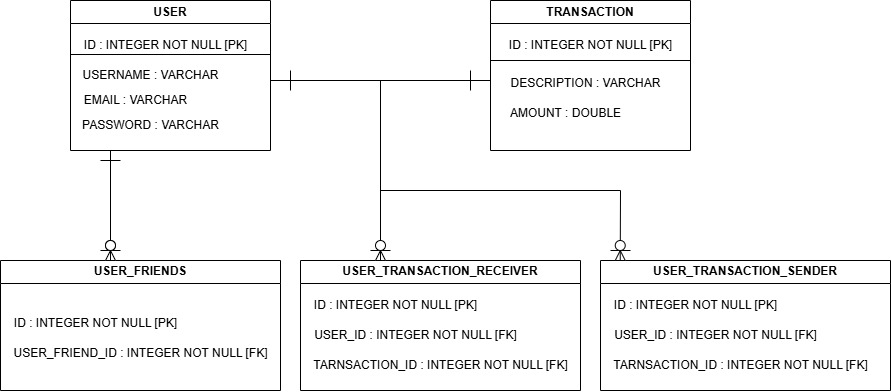 USER
ID : INTEGER NOT NULL [PK]
USERNAME : VARCHAR
EMAIL : VARCHAR
PASSWORD : VARCHAR
TRANSACTION
ID : INTEGER NOT NULL [PK]
DESCRIPTION : VARCHAR
AMOUNT : DOUBLE
USER_FRIENDS
ID : INTEGER NOT NULL [PK]
USER_FRIEND_ID : INTEGER NOT NULL [FK]
USER_TRANSACTION_RECEIVER
ID : INTEGER NOT NULL [PK]
USER_ID : INTEGER NOT NULL [FK]
TARNSACTION_ID : INTEGER NOT NULL [FK]
USER_TRANSACTION_SENDER
ID : INTEGER NOT NULL [PK]
USER_ID : INTEGER NOT NULL [FK]
TARNSACTION_ID : INTEGER NOT NULL [FK]